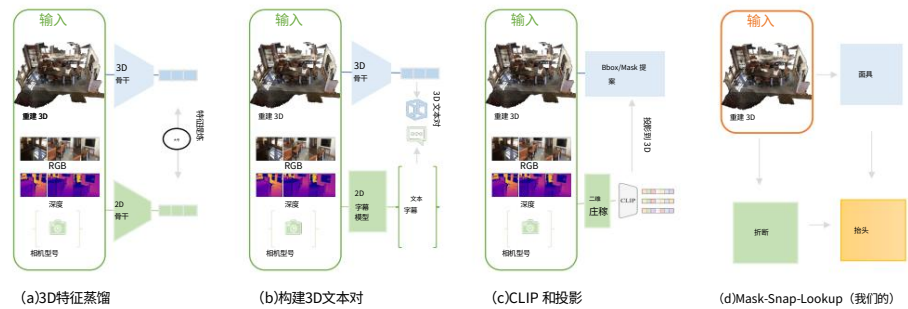 输入
3D
骨干
重建 3D
特征提炼
RGB
深度
2D
骨干
相机型号
(a)3D特征蒸馏
输入
3D
骨干
重建 3D
3D 文本对
RGB
深度
2D
字幕
模型
文本
字幕
相机型号
(b)构建3D文本对
输入
Bbox/Mask 提
案
重建 3D
投影到 3D
RGB
深度
二维
庄稼
CLIP
相机型号
(c)CLIP 和投影
输入
面具
重建 3D
折断
抬头
(d)Mask-Snap-Lookup（我们的）